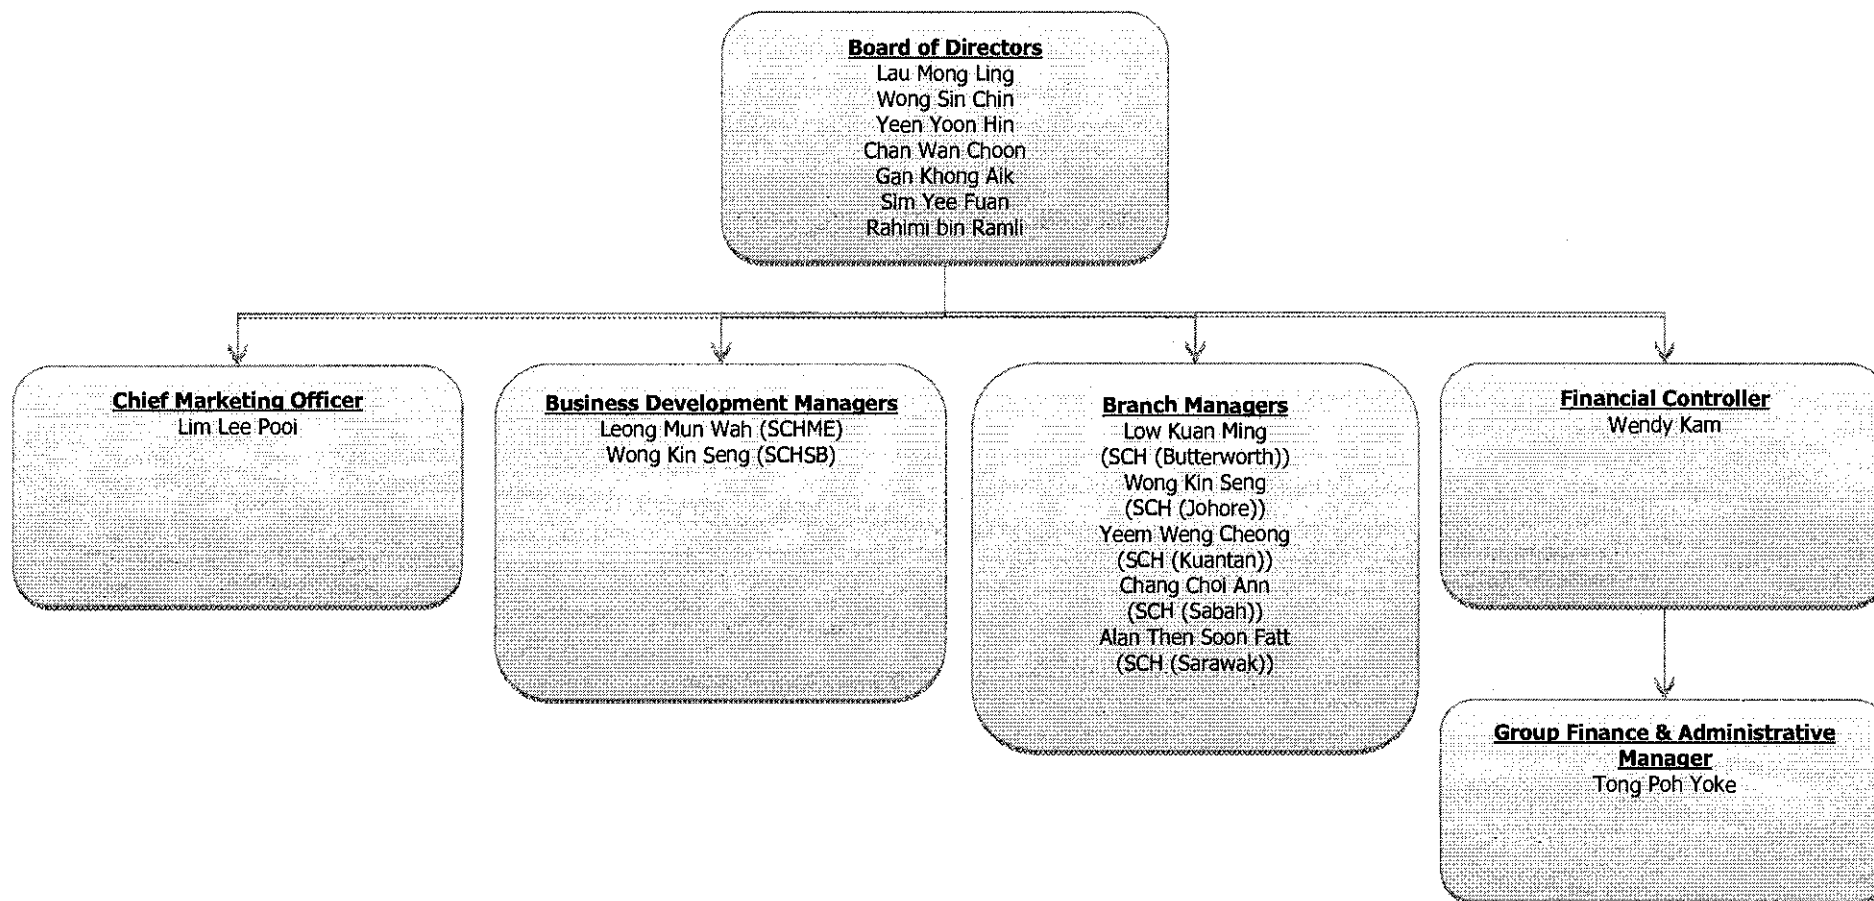 Board of Directors
Lau Mong Ling
Wong Sin Chin
Yeen Yoon Hin
Chan Wan Choon
Gan Khong Aik
Sim Yee Fuan
Rahimi bin Ramli
Chief Marketing Officer
Lim Lee Pooi
Business Development Managers
Leong Mun Wah (SCHME)
Wong Kin Seng (SCHSB)
Branch Managers
Low Kuan Ming
(SCH (Butterworth))
Wong Kin Seng
(SCH (Johore))
Yeem Weng Cheong
(SCH (Kuantan))
Chang Choi Ann
(SCH (Sabah))
Alan Then Soon Fatt
(SCH (Sarawak))
Financial Controller
Wendy Kam
Group Finance & Administrative
Manager
Tong Poh Yoke